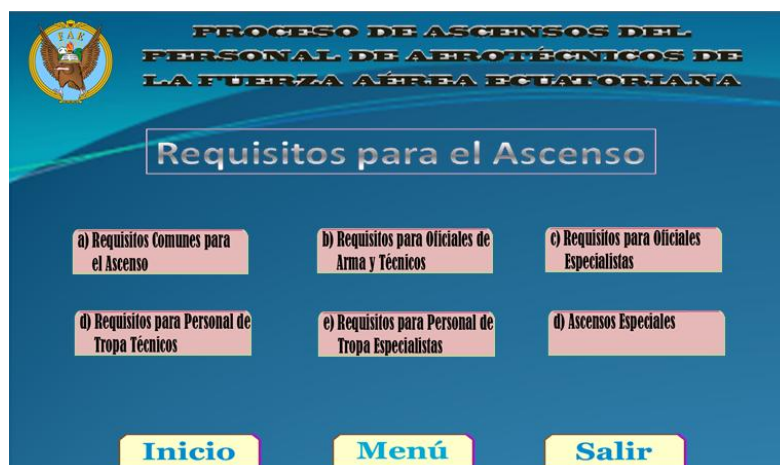 FAE
PROCESO DE ASCENSOS DEL
PERSONAL DE AEROTÉCNICOS DE
LA FUERZA AÉREA ECUATORIANA
Requisitos para el Ascenso
a) Requisitos Comunes para
el Ascenso
b) Requisitos para Oficiales de
Arma y Técnicos
c) Requisitos para Oficiales
Especialistas
d) Requisitos para Personal de
Tropa Técnicos
e) Requisitos para Personal de
Tropa Especialistas
d) Ascensos Especiales
Inicio
Menú
Salir